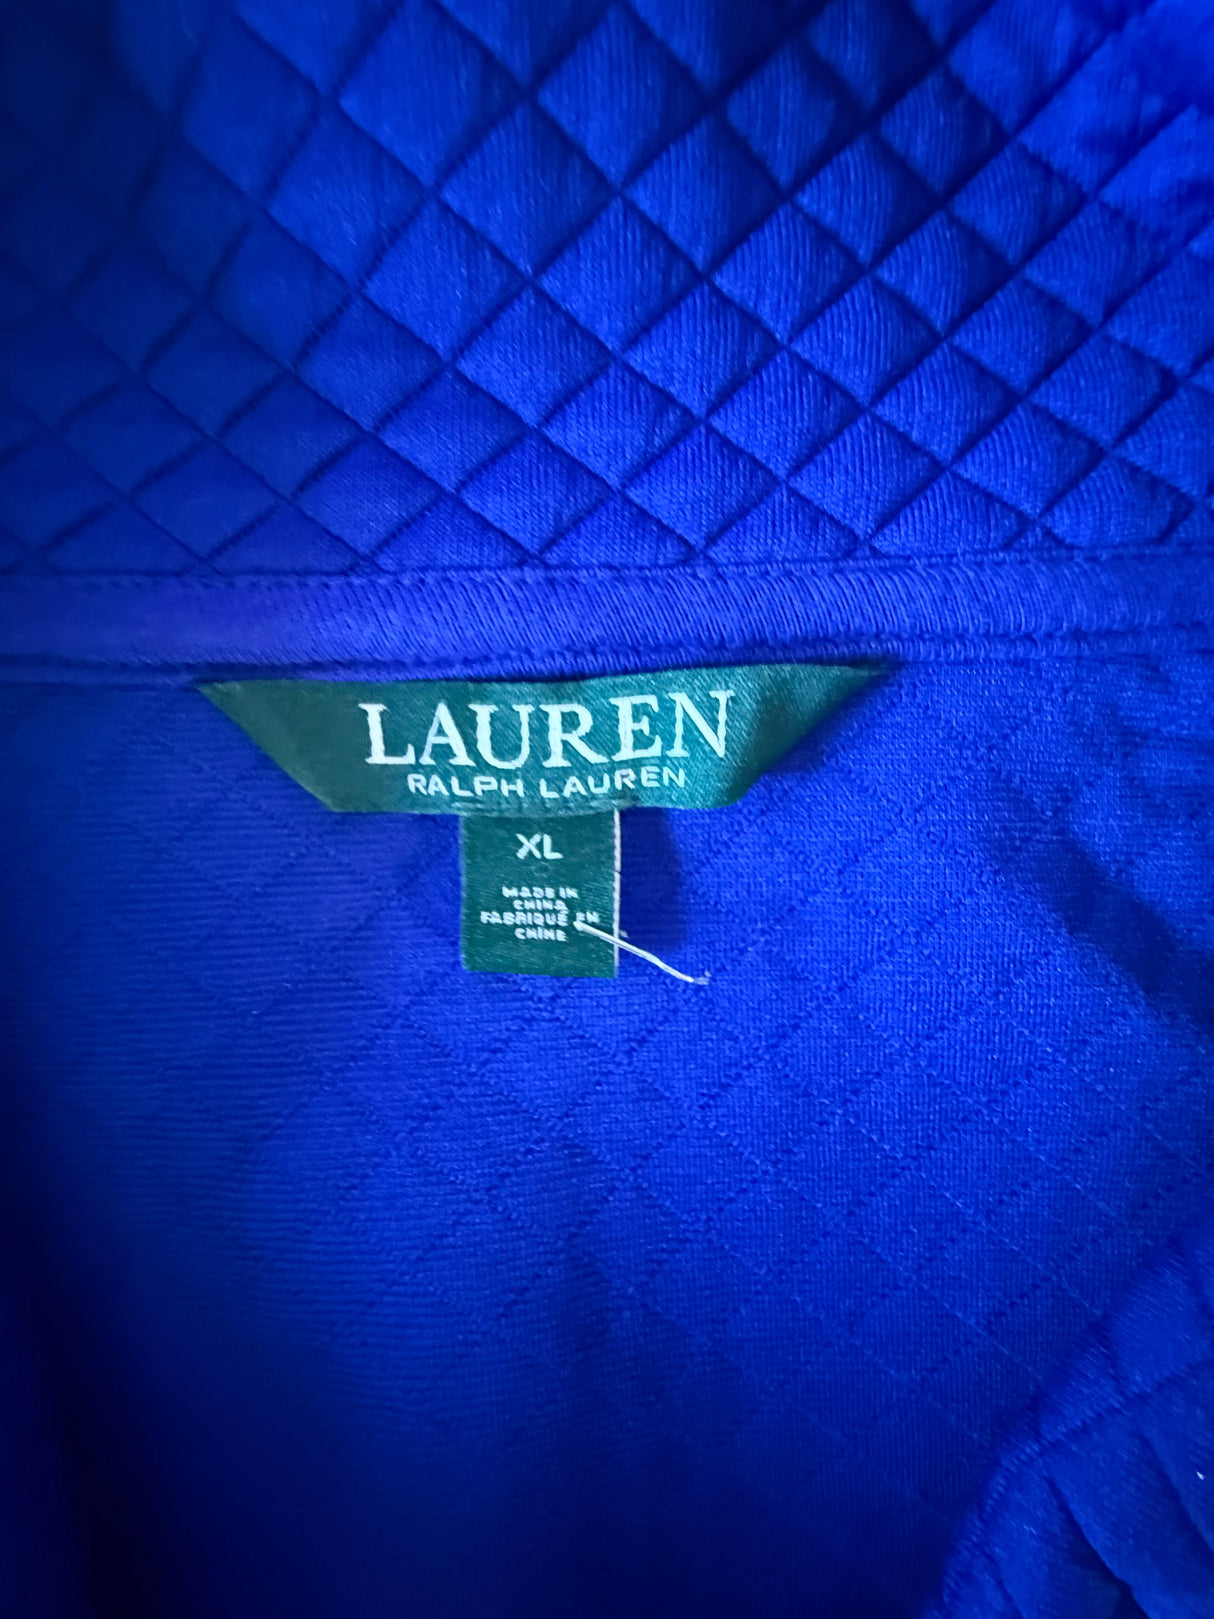 LAUREN
RALPH LAUREN
XL
MADE IN
CHINA
FABRIQUÉ EN
CHINE